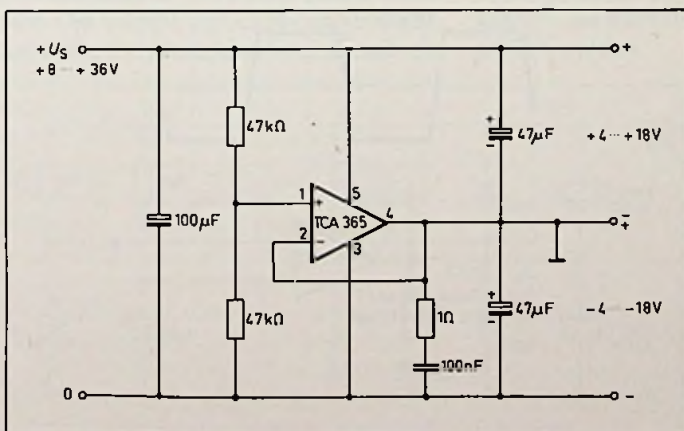 +US
+8 ··· +36V
+
47kΩ
+
47µF
-
+4 ··· +18V
100µF
1
+
5
TCA 365
4
2
-
3
-
+
47kΩ
1Ω
+
47µF
-
-4 ··· -18V
100nF
0
-